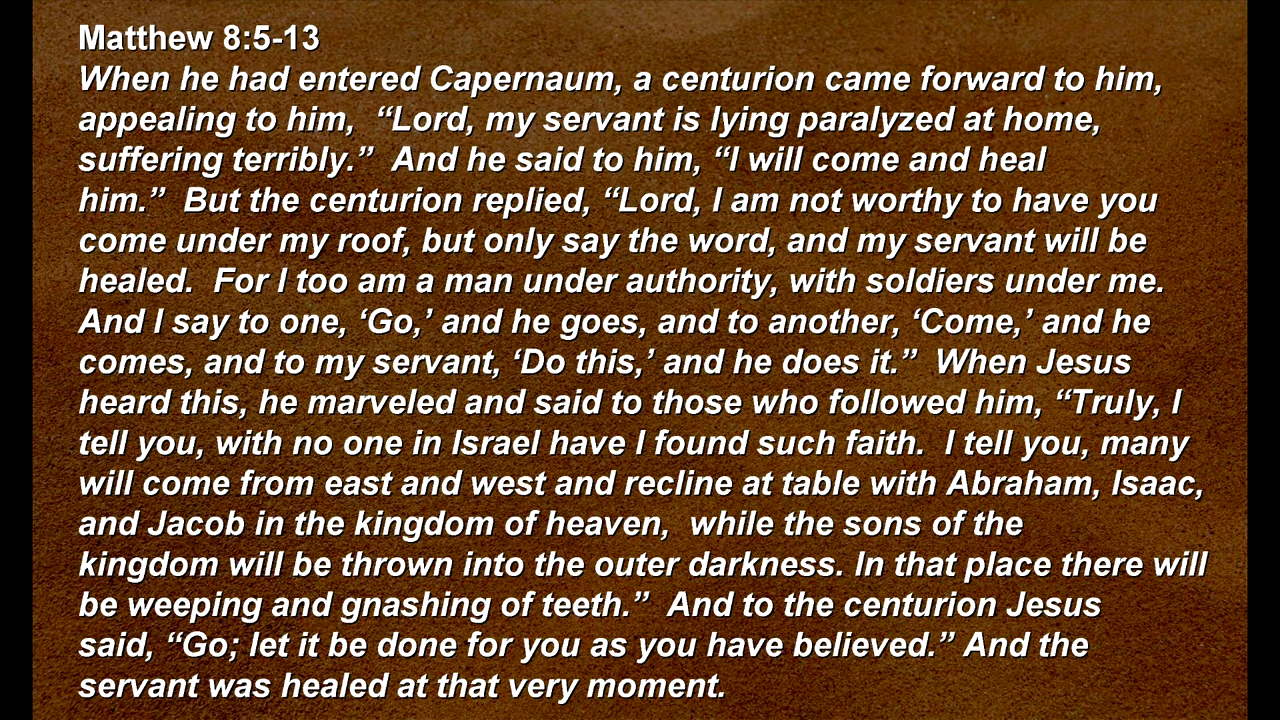 Matthew 8:5-13
When he had entered Capernaum, a centurion came forward to him,
appealing to him,  “Lord, my servant is lying paralyzed at home,
suffering terribly.”  And he said to him, “I will come and heal
him.”  But the centurion replied, “Lord, I am not worthy to have you
come under my roof, but only say the word, and my servant will be
healed.  For I too am a man under authority, with soldiers under me.
And I say to one, ‘Go,’ and he goes, and to another, ‘Come,’ and he
comes, and to my servant, ‘Do this,’ and he does it.”  When Jesus
heard this, he marveled and said to those who followed him, “Truly, I
tell you, with no one in Israel have I found such faith.  I tell you, many
will come from east and west and recline at table with Abraham, Isaac,
and Jacob in the kingdom of heaven,  while the sons of the
kingdom will be thrown into the outer darkness. In that place there will
be weeping and gnashing of teeth.”  And to the centurion Jesus
said, “Go; let it be done for you as you have believed.” And the
servant was healed at that very moment.